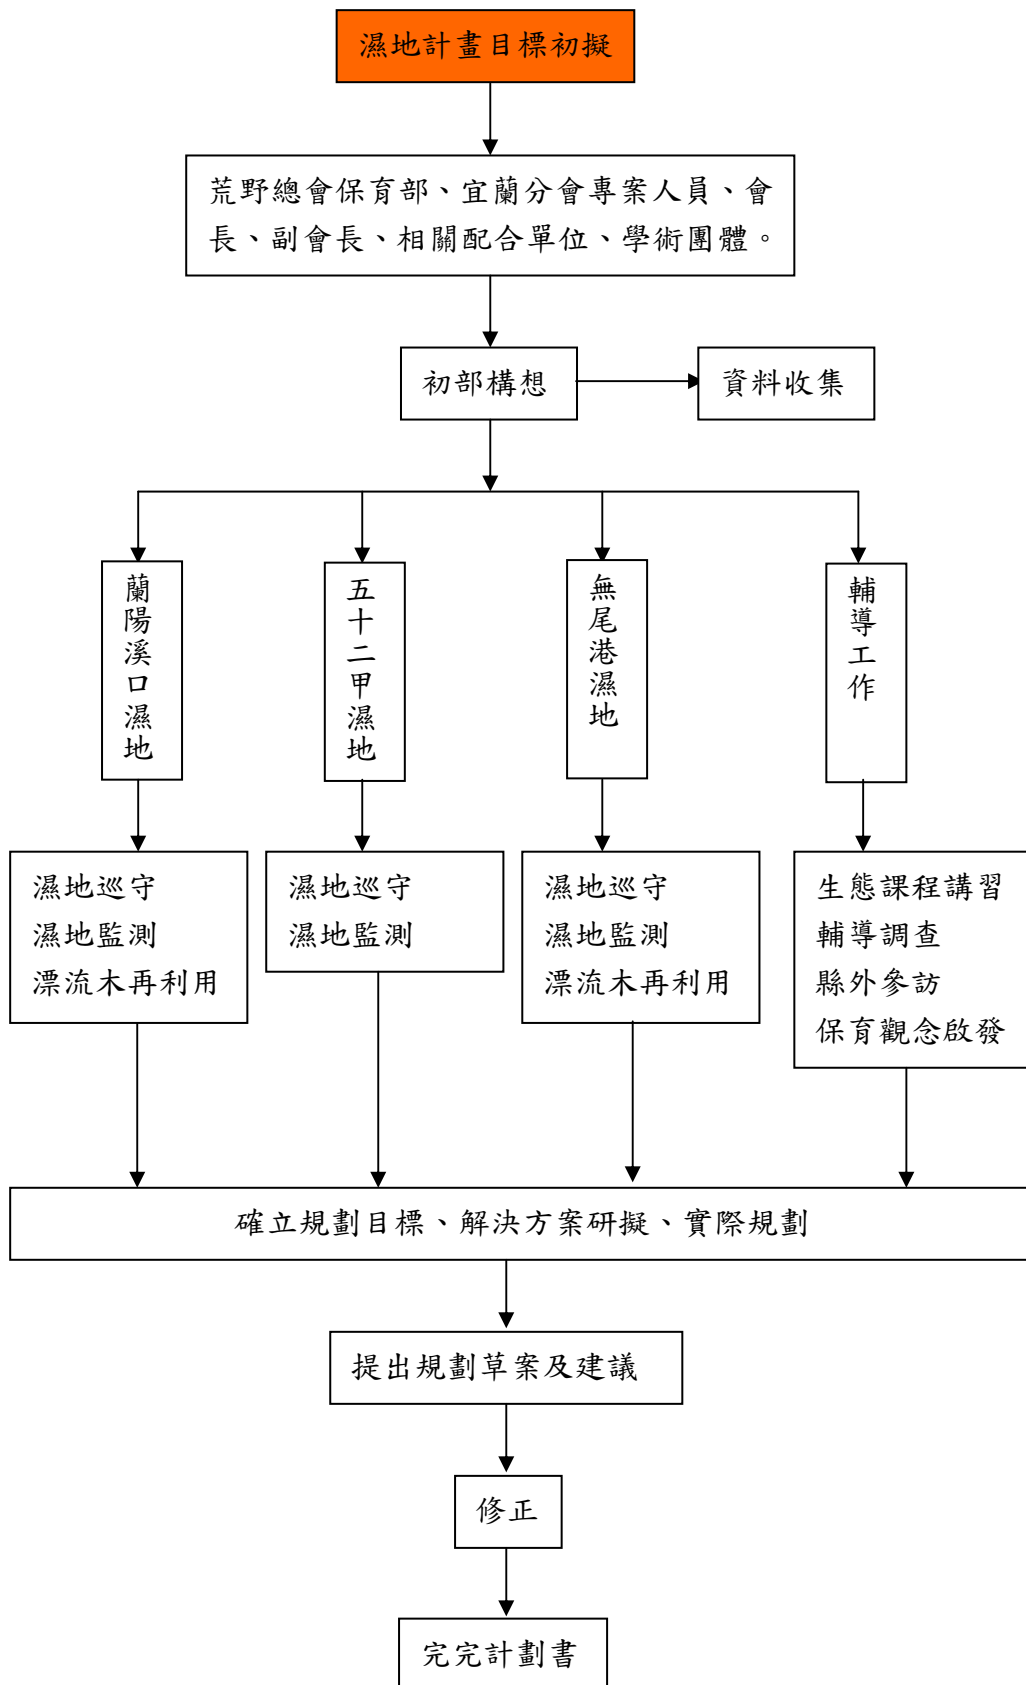 濕地計畫目標初擬
荒野總會保育部、宜蘭分會專案人員、會
長、副會長、相關配合單位、學術團體。
初部構想
資料收集
蘭陽溪口濕地
五十二甲濕地
無尾港濕地
輔導工作
濕地巡守
濕地監測
漂流木再利用
濕地巡守
濕地監測
濕地巡守
濕地監測
漂流木再利用
生態課程講習
輔導調查
縣外參訪
保育觀念啟發
確立規劃目標、解決方案研擬、實際規劃
提出規劃草案及建議
修正
完完計劃書